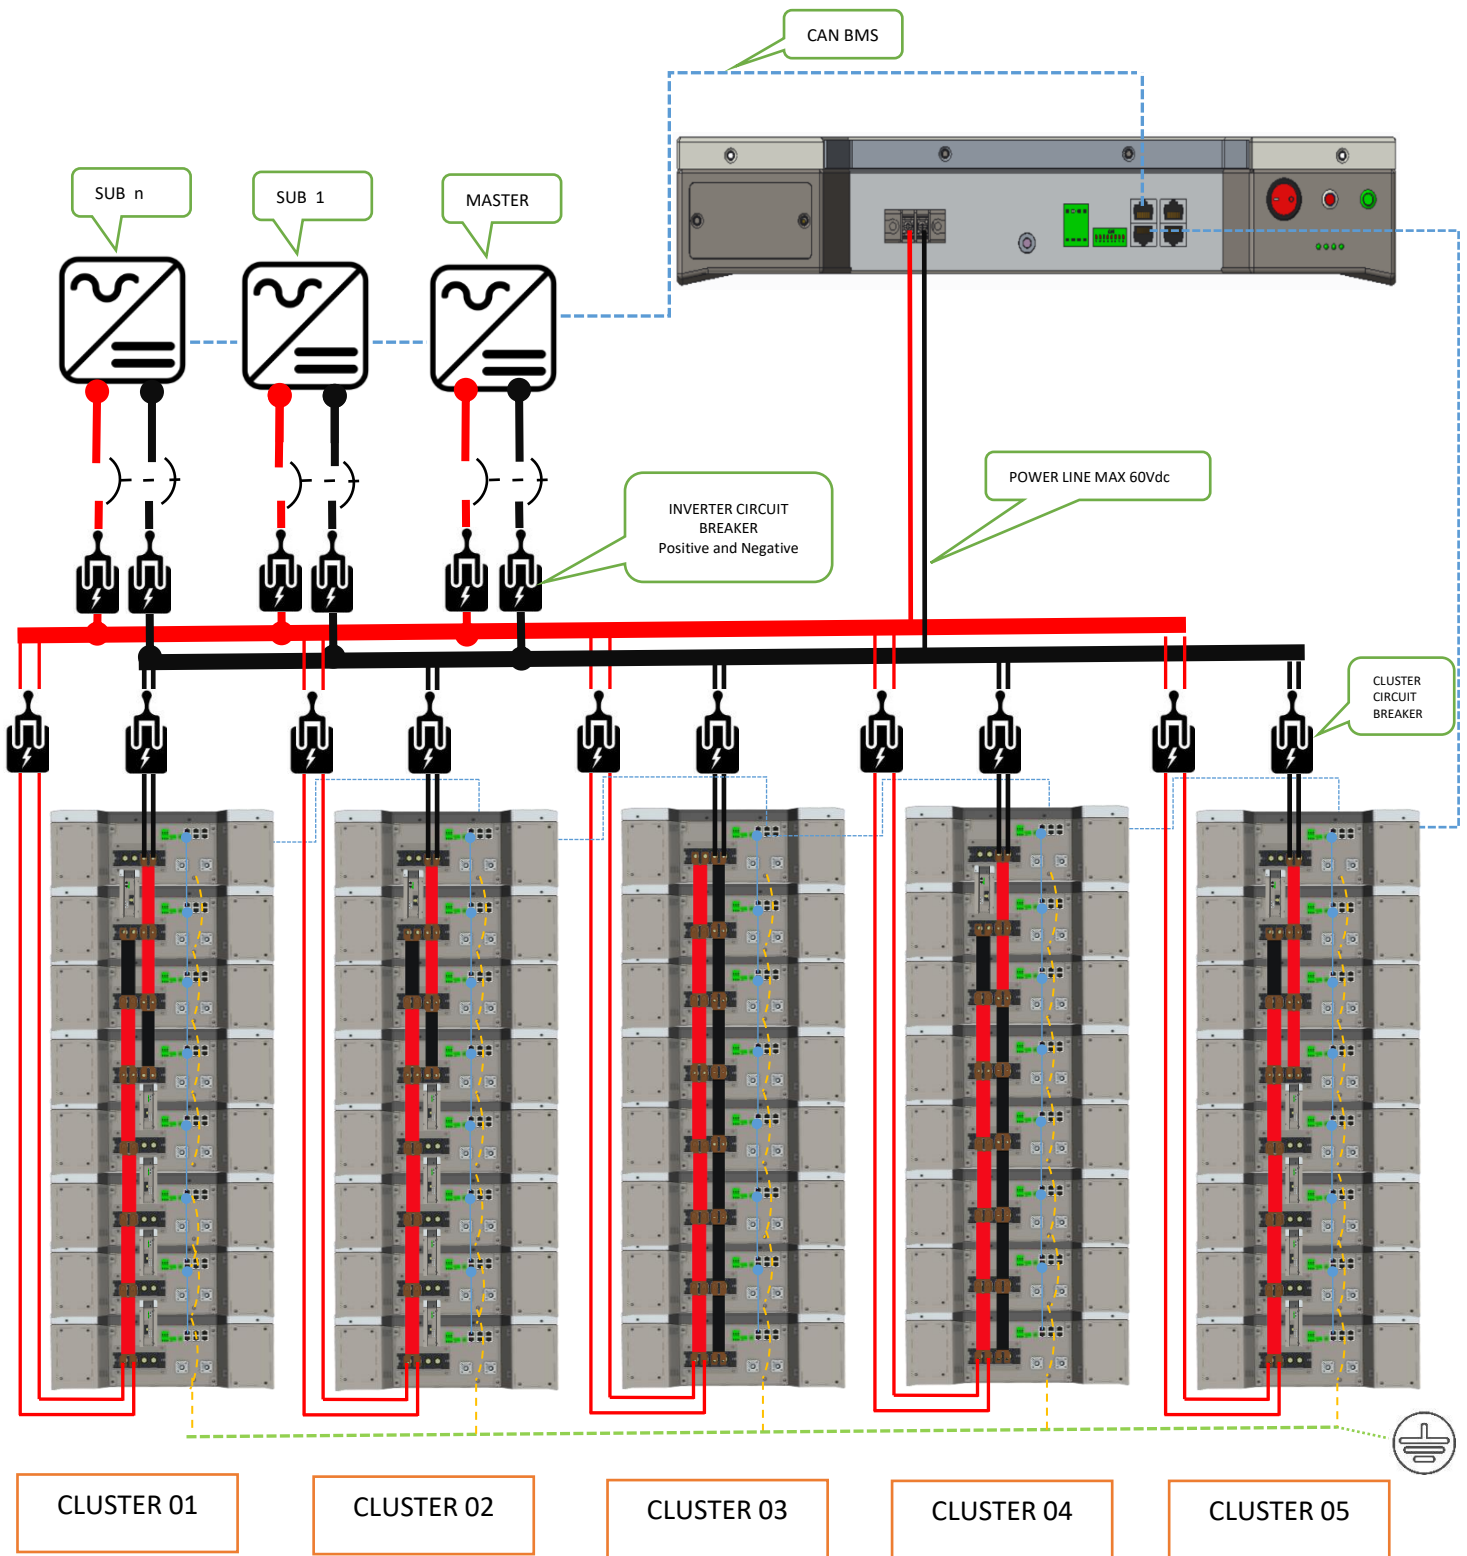 CAN BMS
SUB n
SUB 1
MASTER
POWER LINE MAX 60Vdc
INVERTER CIRCUIT
BREAKER
Positive and Negative
CLUSTER
CIRCUIT
BREAKER
CLUSTER 01
CLUSTER 02
CLUSTER 03
CLUSTER 04
CLUSTER 05